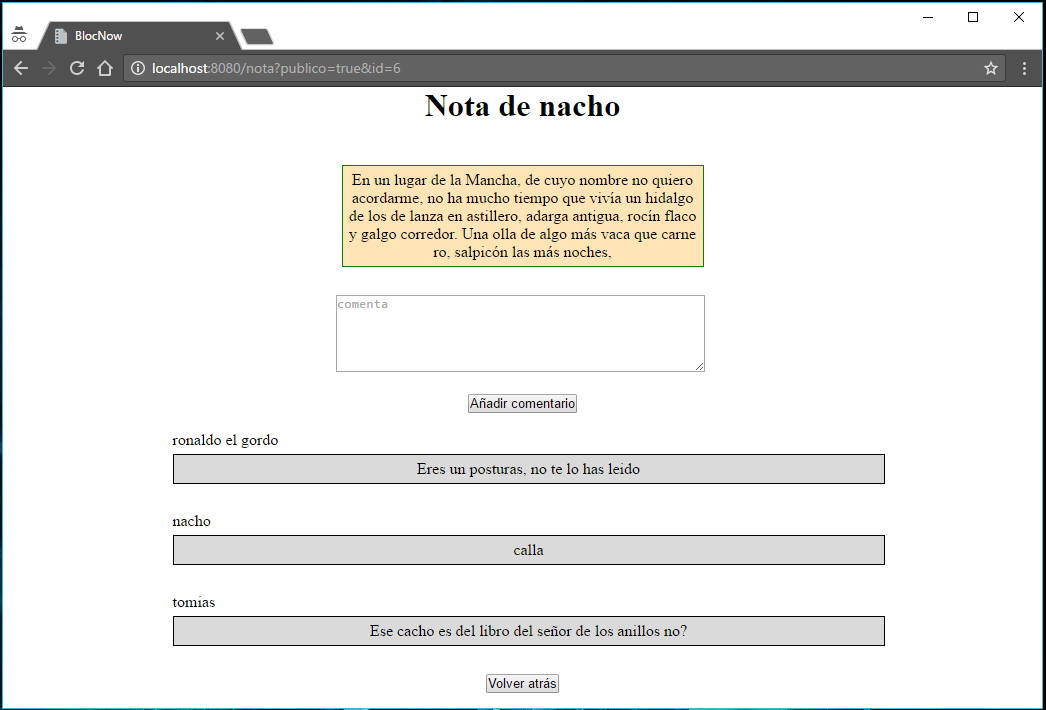 BlocNow
localhost:8080/nota?publico=true&id=6
Nota de nacho
En un lugar de la Mancha, de cuyo nombre no quiero
acordarme, no ha mucho tiempo que vivía un hidalgo
de los de lanza en astillero, adarga antigua, rocín flaco
y galgo corredor. Una olla de algo más vaca que carne
ro, salpicón las más noches,
comenta
Añadir comentario
ronaldo el gordo
Eres un posturas, no te lo has leido
nacho
calla
tomias
Ese cacho es del libro del señor de los anillos no?
Volver atrás